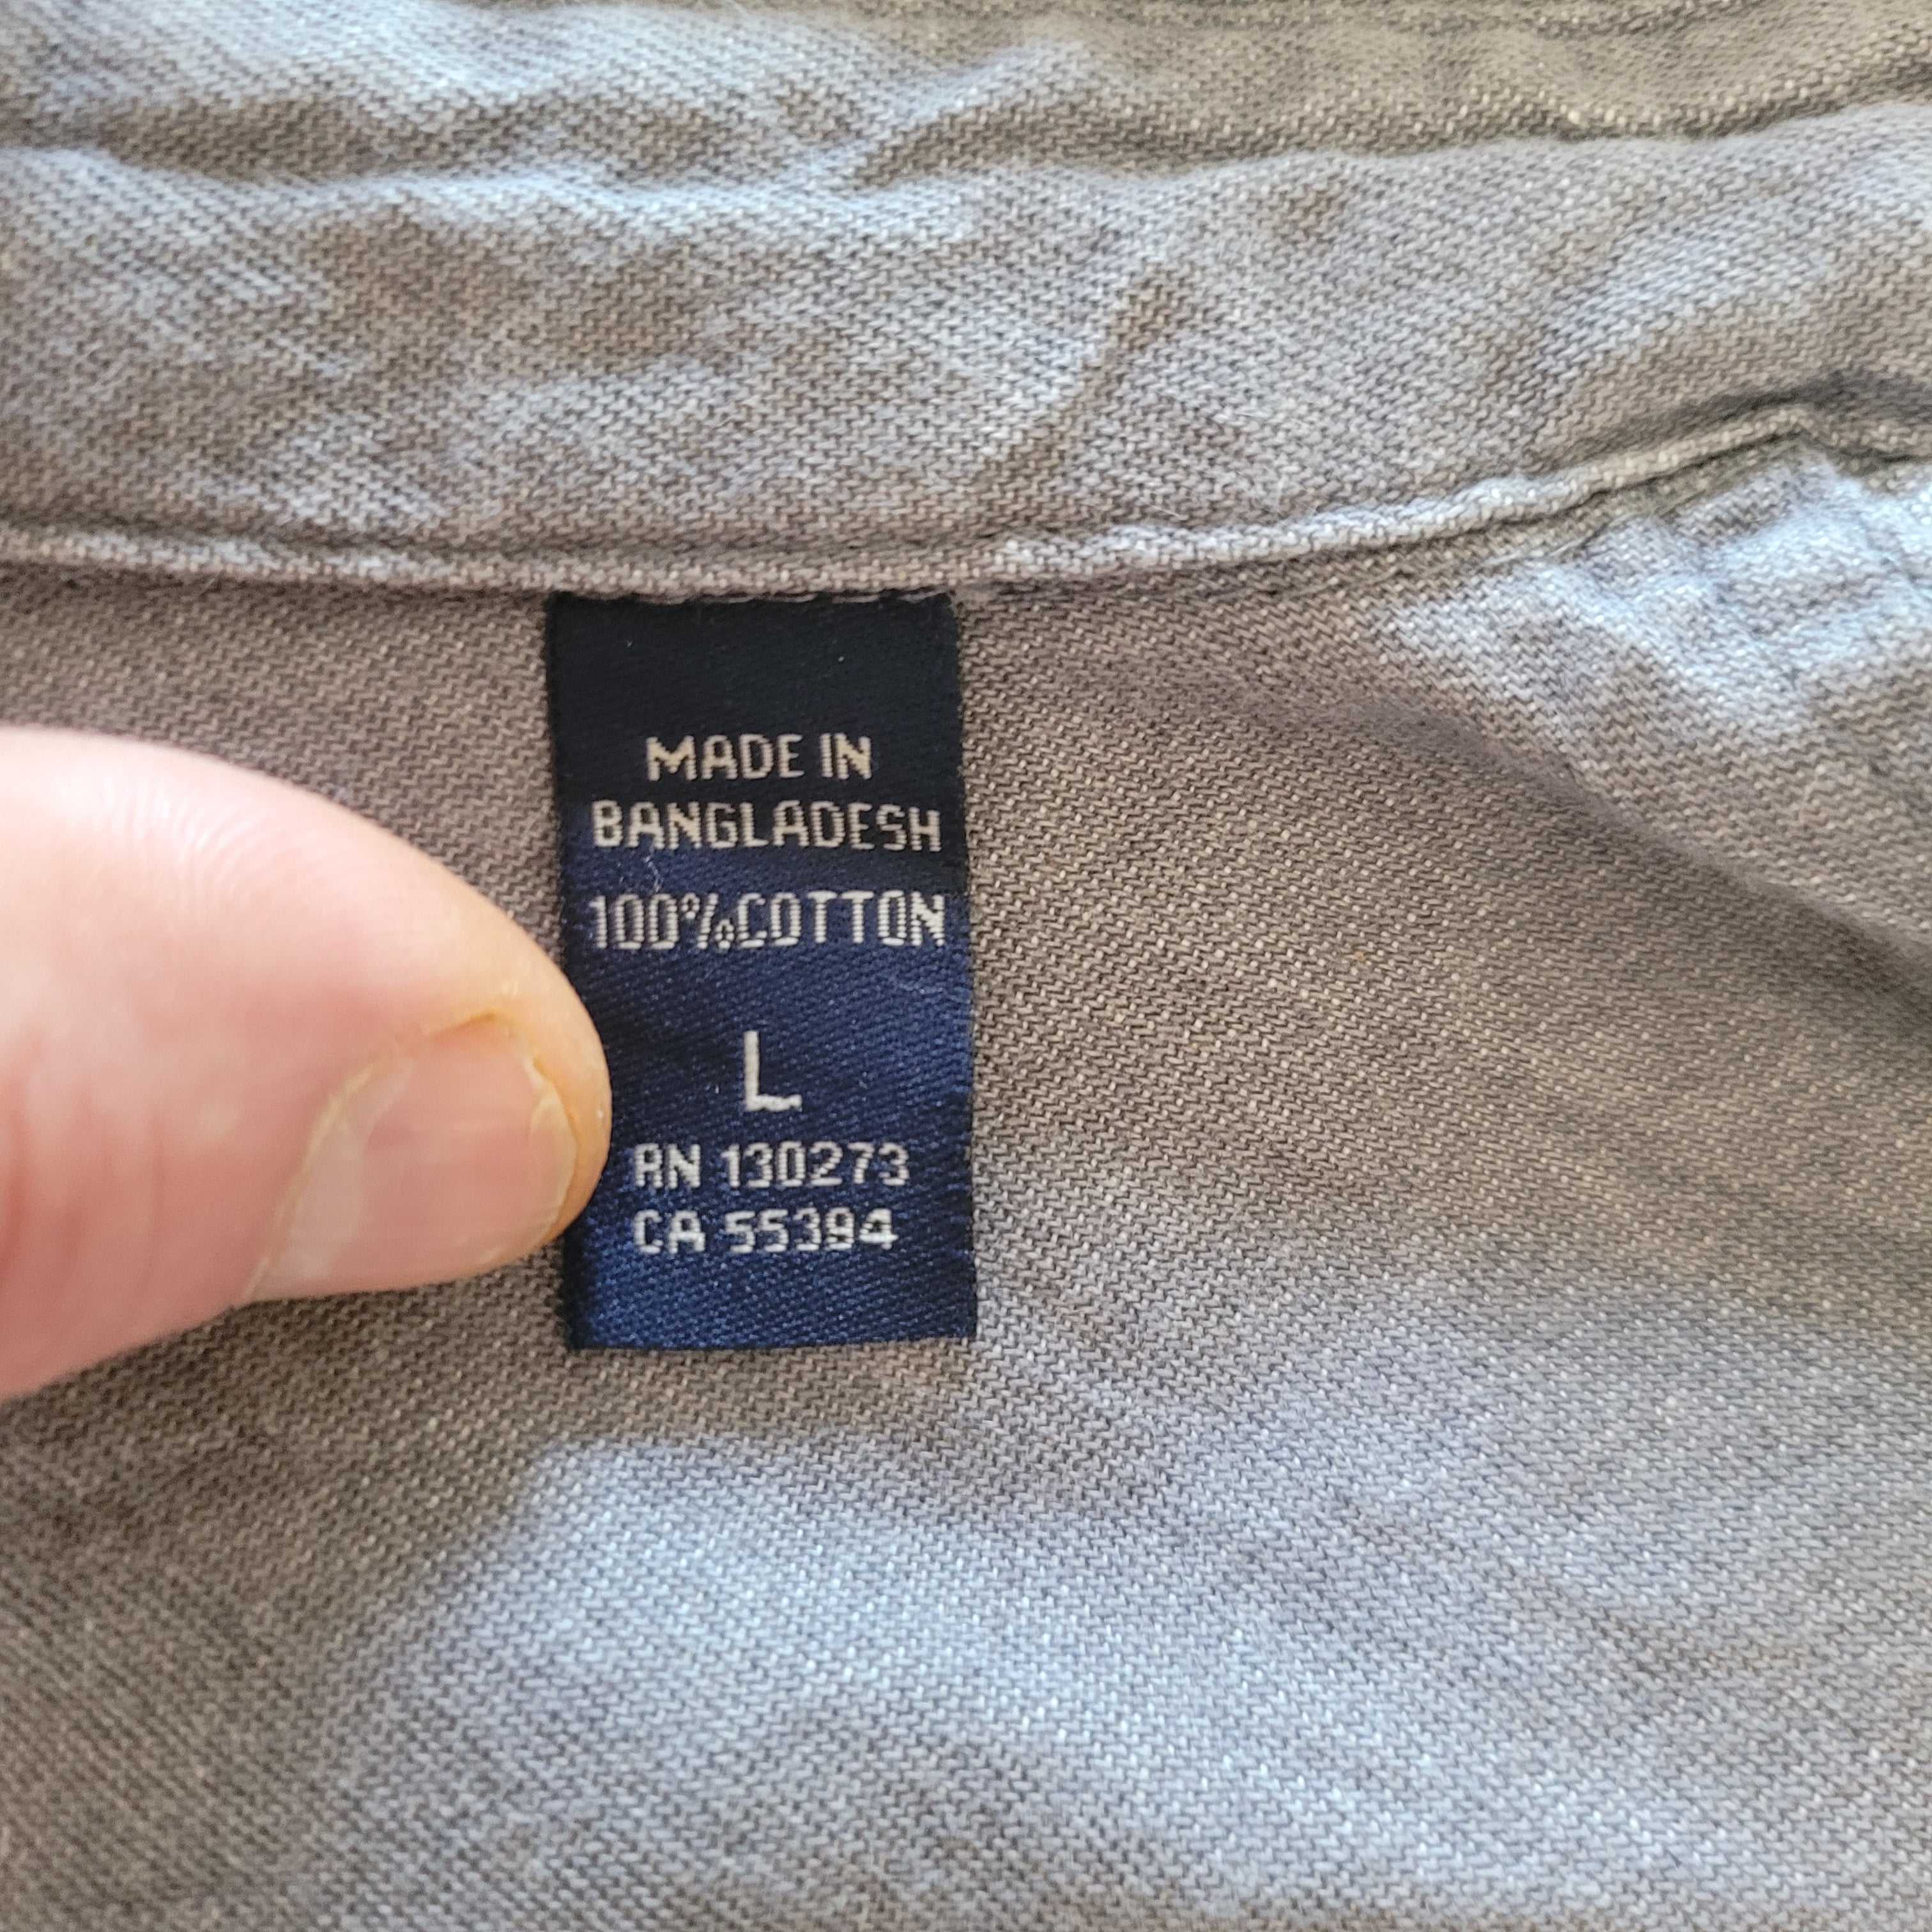 MADE IN
BANGLADESH
100%COTTON
L
RN 130273
CA 55394